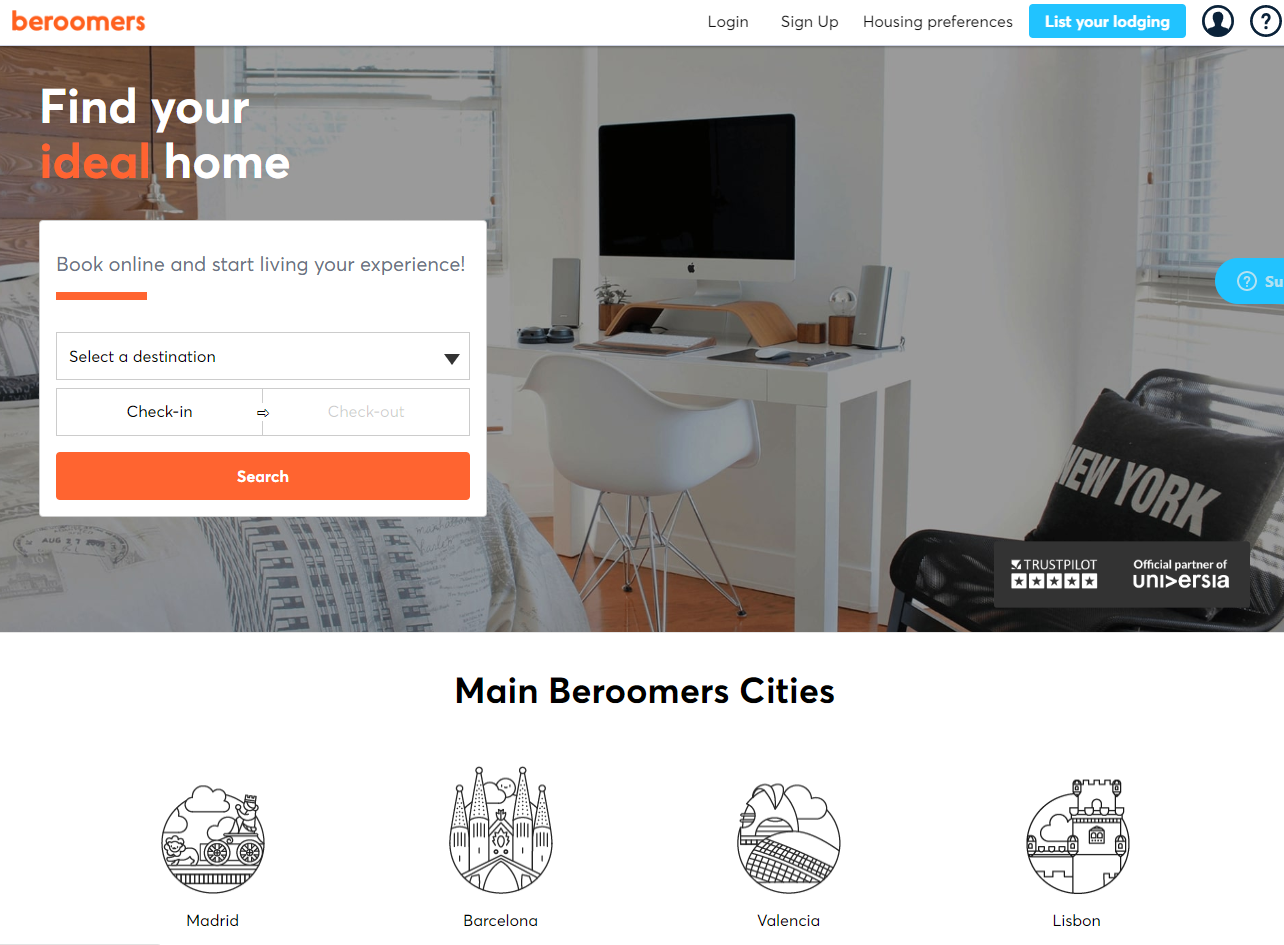 beroomers
Login
Sign Up
Housing preferences
List your lodging
?
Find your
ideal home
Book online and start living your experience!
Select a destination
Check-in
⇨
Check-out
Search
?
Su
NEW YORK
AUG 27
TRUSTPILOT
Official partner of
universia
Main Beroomers Cities
Madrid
Barcelona
Valencia
Lisbon